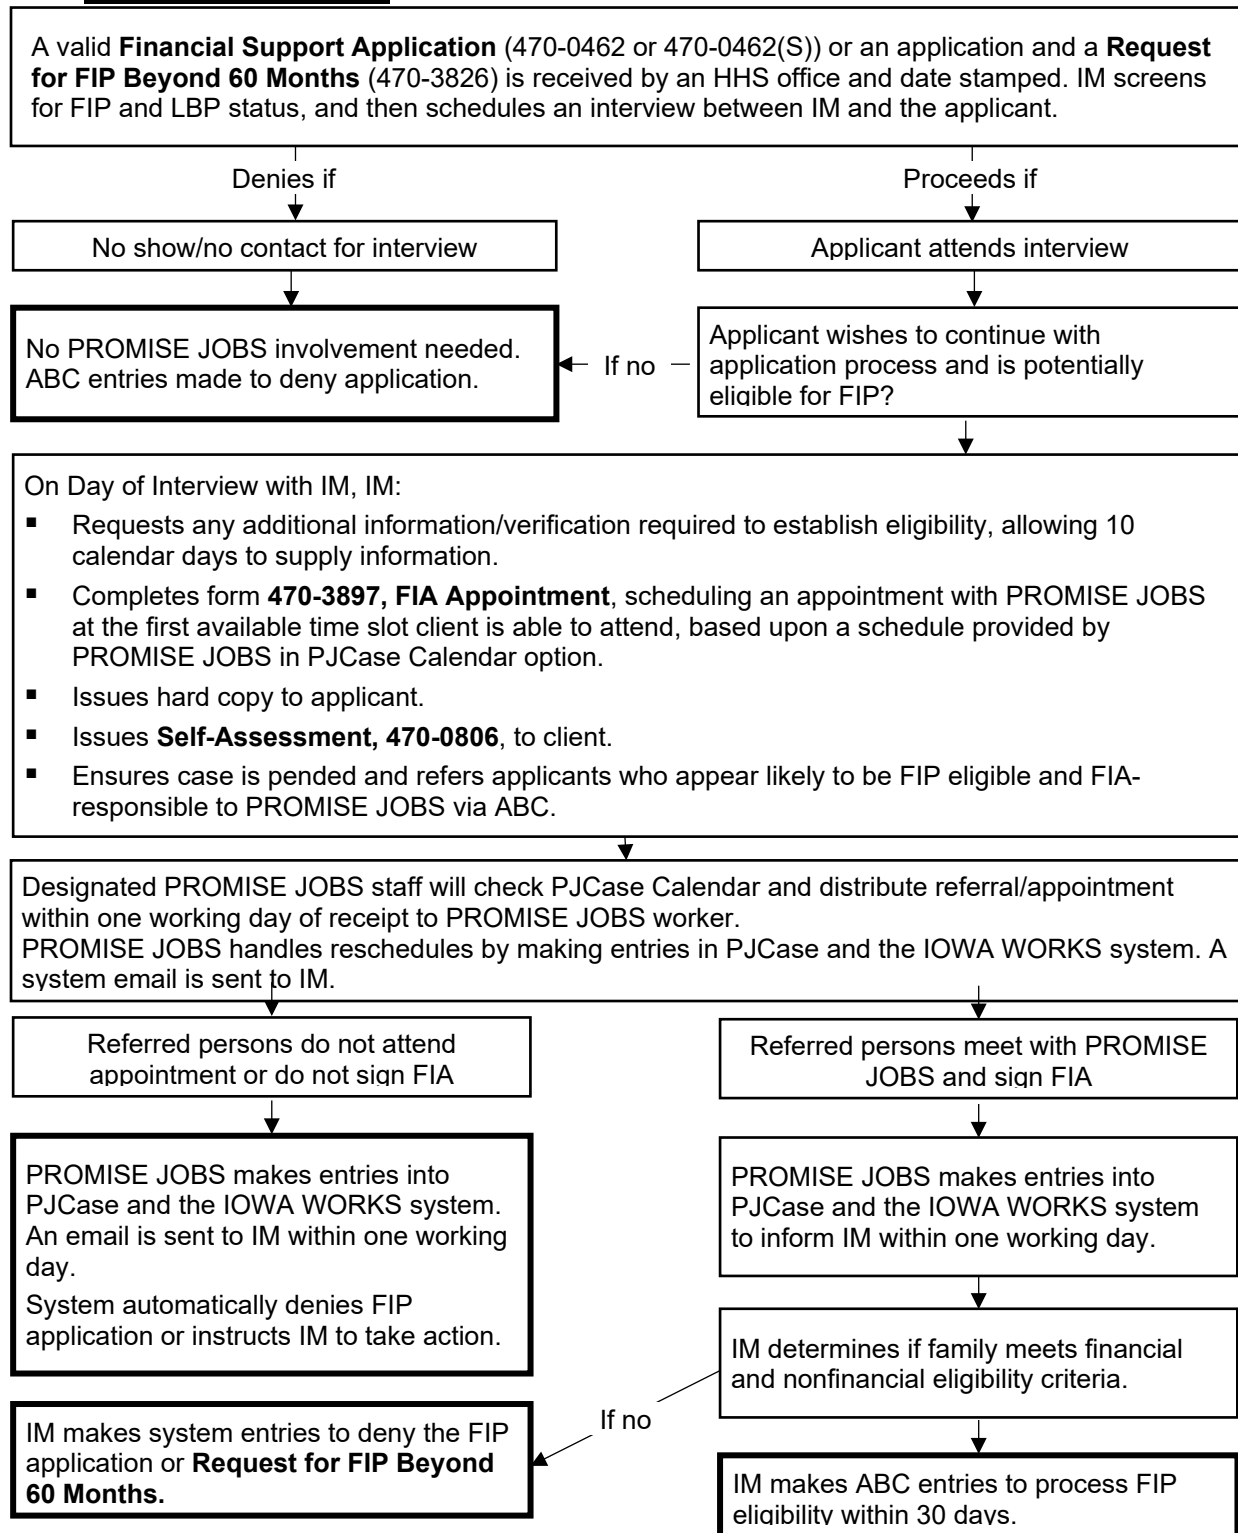 A valid Financial Support Application (470-0462 or 470-0462(S)) or an application and a Request
for FIP Beyond 60 Months (470-3826) is received by an HHS office and date stamped. IM screens
for FIP and LBP status, and then schedules an interview between IM and the applicant.
Denies if
Proceeds if
No show/no contact for interview
Applicant attends interview
No PROMISE JOBS involvement needed.
ABC entries made to deny application.
If no
Applicant wishes to continue with
application process and is potentially
eligible for FIP?
On Day of Interview with IM, IM:
▪ Requests any additional information/verification required to establish eligibility, allowing 10
calendar days to supply information.
▪ Completes form 470-3897, FIA Appointment, scheduling an appointment with PROMISE JOBS
at the first available time slot client is able to attend, based upon a schedule provided by
PROMISE JOBS in PJCase Calendar option.
▪ Issues hard copy to applicant.
▪ Issues Self-Assessment, 470-0806, to client.
▪ Ensures case is pended and refers applicants who appear likely to be FIP eligible and FIA-
responsible to PROMISE JOBS via ABC.
Designated PROMISE JOBS staff will check PJCase Calendar and distribute referral/appointment
within one working day of receipt to PROMISE JOBS worker.
PROMISE JOBS handles reschedules by making entries in PJCase and the IOWA WORKS system. A
system email is sent to IM.
Referred persons do not attend
appointment or do not sign FIA
Referred persons meet with PROMISE
JOBS and sign FIA
PROMISE JOBS makes entries into
PJCase and the IOWA WORKS system.
An email is sent to IM within one working
day.
System automatically denies FIP
application or instructs IM to take action.
PROMISE JOBS makes entries into
PJCase and the IOWA WORKS system
to inform IM within one working day.
IM determines if family meets financial
and nonfinancial eligibility criteria.
If no
IM makes system entries to deny the FIP
application or Request for FIP Beyond
60 Months.
IM makes ABC entries to process FIP
eligibility within 30 days.